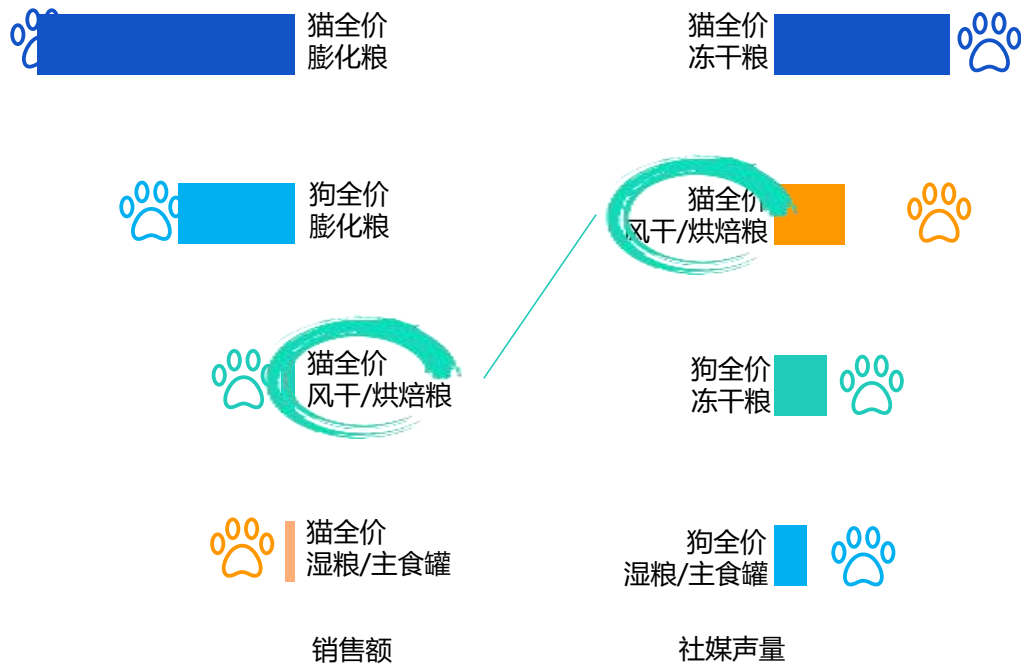 猫全价
膨化粮
猫全价
冻干粮
狗全价
膨化粮
猫全价
风干/烘焙粮
猫全价
风干/烘焙粮
狗全价
冻干粮
猫全价
湿粮/主食罐
狗全价
湿粮/主食罐
销售额
社媒声量